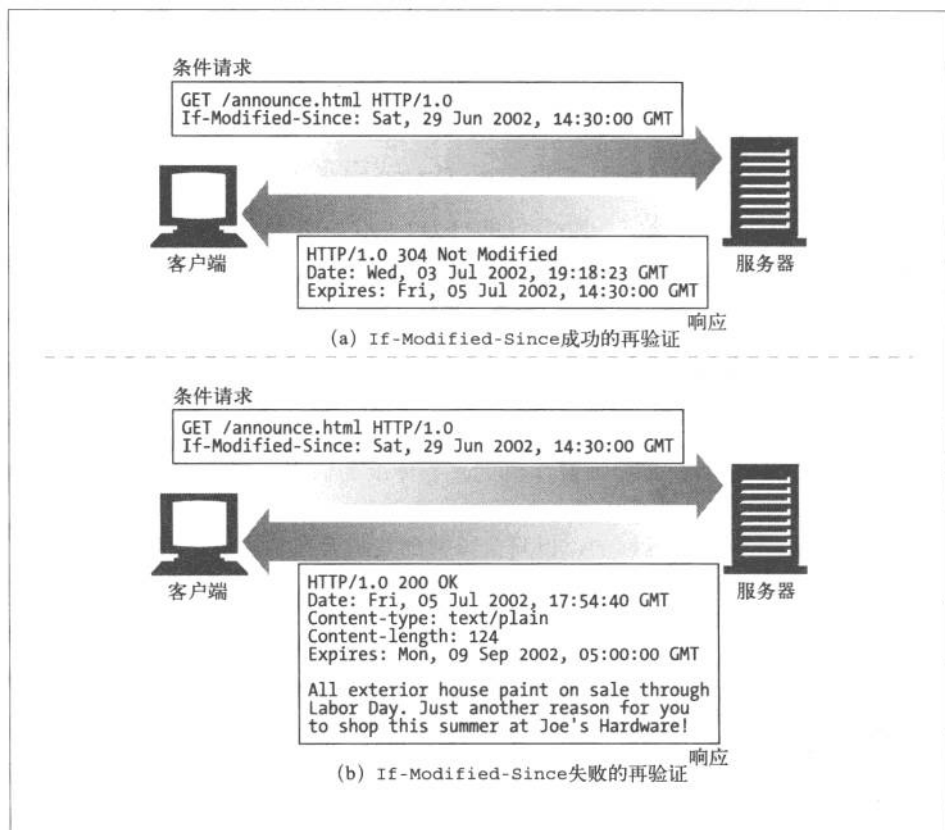 条件请求
GET /announce.html HTTP/1.0
If-Modified-Since: Sat, 29 Jun 2002, 14:30:00 GMT
客户端
服务器
HTTP/1.0 304 Not Modified
Date: Wed, 03 Jul 2002, 19:18:23 GMT
Expires: Fri, 05 Jul 2002, 14:30:00 GMT
响应
(a) If-Modified-Since成功的再验证
条件请求
GET /announce.html HTTP/1.0
If-Modified-Since: Sat, 29 Jun 2002, 14:30:00 GMT
客户端
服务器
HTTP/1.0 200 OK
Date: Fri, 05 Jul 2002, 17:54:40 GMT
Content-type: text/plain
Content-length: 124
Expires: Mon, 09 Sep 2002, 05:00:00 GMT
All exterior house paint on sale through
Labor Day. Just another reason for you
to shop this summer at Joe's Hardware!
响应
(b) If-Modified-Since失败的再验证